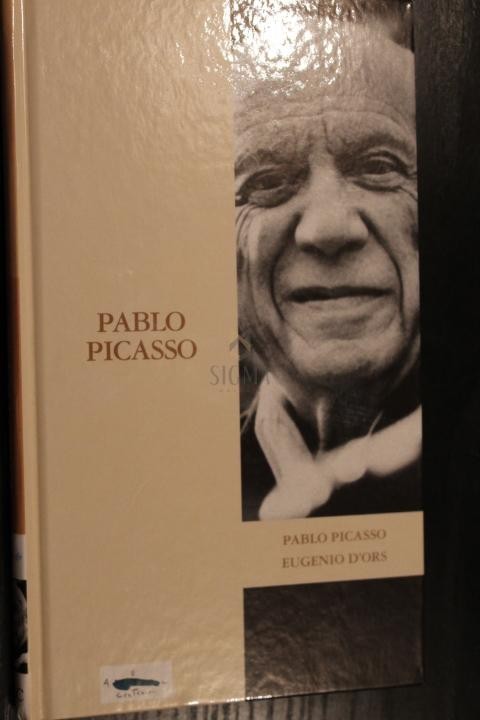 PABLO
PICASSO
SIGMA
PABLO PICASSO
EUGENIO D'ORS